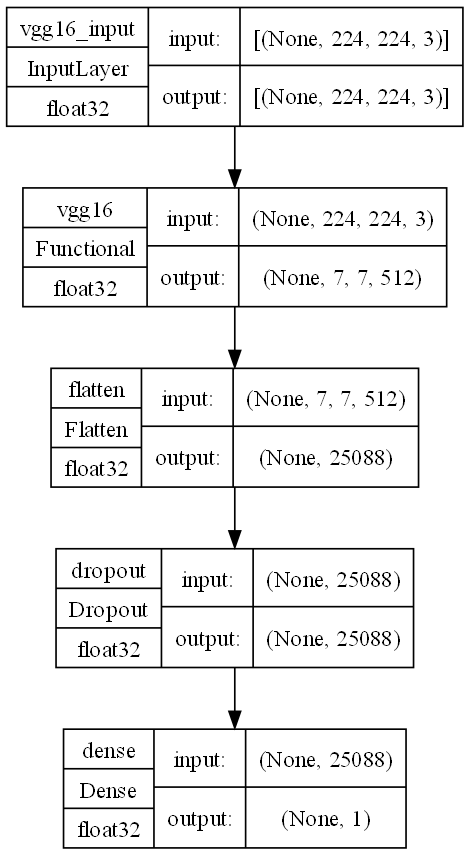 vgg16_input
InputLayer
float32
input:
[(None, 224, 224, 3)]
output:
[(None, 224, 224, 3)]
vgg16
Functional
float32
input:
(None, 224, 224, 3)
output:
(None, 7, 7, 512)
flatten
Flatten
float32
input:
(None, 7, 7, 512)
output:
(None, 25088)
dropout
Dropout
float32
input:
(None, 25088)
output:
(None, 25088)
dense
Dense
float32
input:
(None, 25088)
output:
(None, 1)